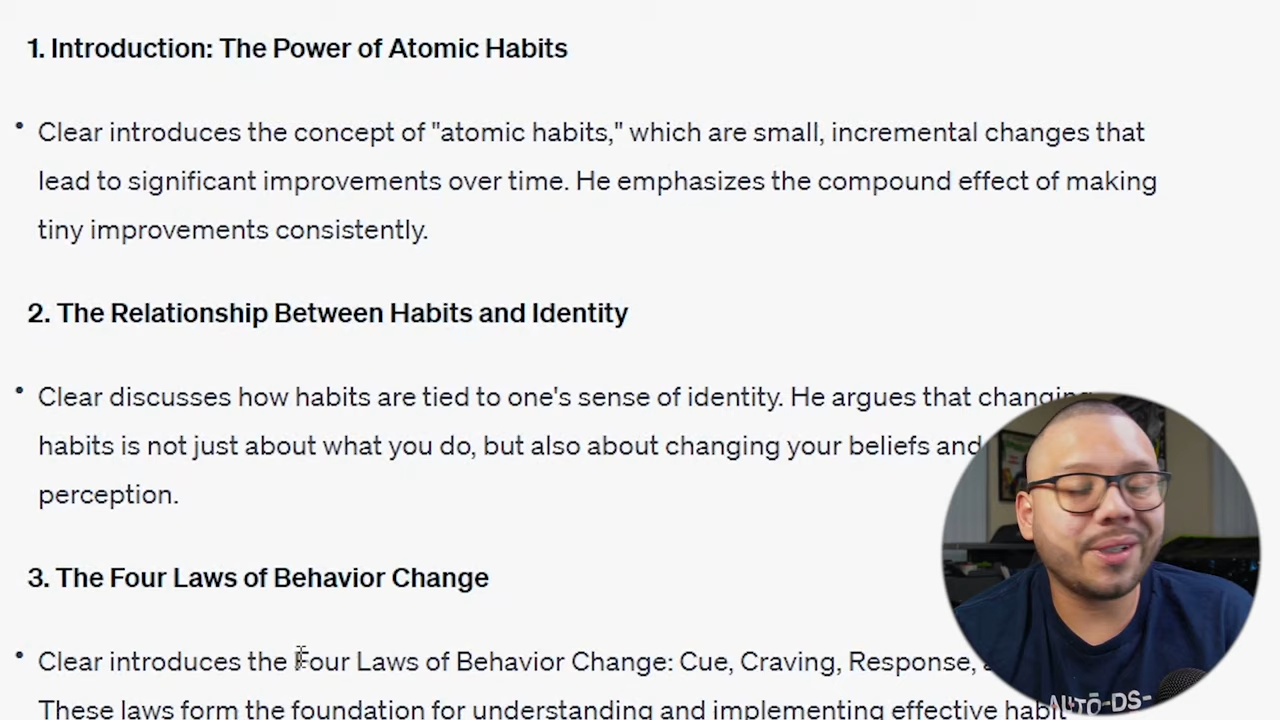 1. Introduction: The Power of Atomic Habits
• Clear introduces the concept of "atomic habits," which are small, incremental changes that
lead to significant improvements over time. He emphasizes the compound effect of making
tiny improvements consistently.
2. The Relationship Between Habits and Identity
• Clear discusses how habits are tied to one's sense of identity. He argues that changing
habits is not just about what you do, but also about changing your beliefs and
perception.
3. The Four Laws of Behavior Change
• Clear introduces the Four Laws of Behavior Change: Cue, Craving, Response,
These laws form the foundation for understanding and implementing effective habit
AUTO-DS-